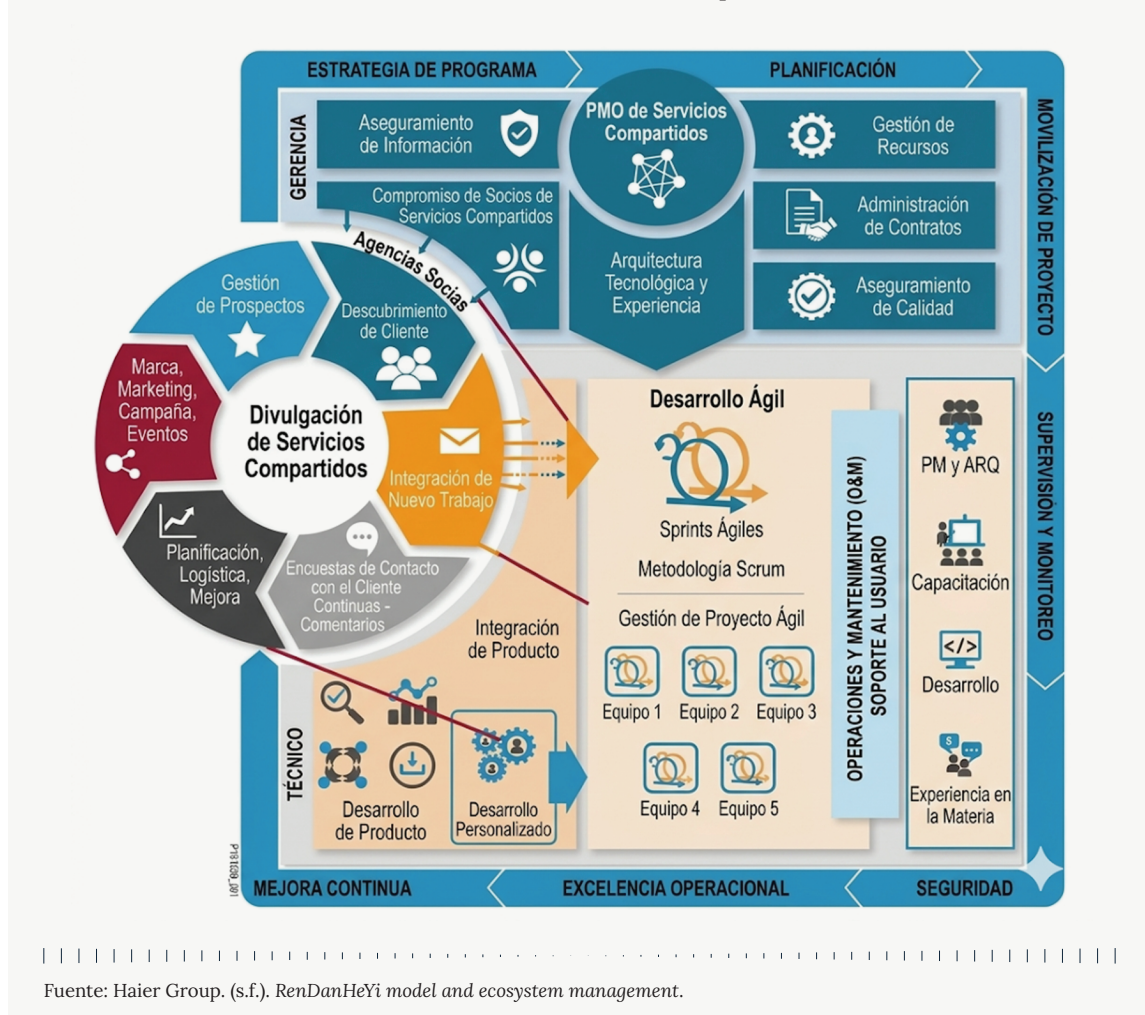 ESTRATEGIA DE PROGRAMA
PLANIFICACIÓN
MOVILIZACIÓN DE PROYECTO
SUPERVISIÓN Y MONITOREO
GERENCIA
Aseguramiento
de Información
Compromiso de Socios de
Servicios Compartidos
PMO de Servicios
Compartidos
Arquitectura
Tecnológica y
Experiencia
Gestión de
Recursos
Administración
de Contratos
Aseguramiento
de Calidad
Agencias Socias
Gestión
de Prospectos
Descubrimiento
de Cliente
Marca,
Marketing,
Campaña,
Eventos
Divulgación
de Servicios
Compartidos
Integración de
Nuevo Trabajo
Planificación,
Logística,
Mejora
Encuestas de Contacto
con el Cliente
Continuas -
Comentarios
Integración
de Producto
Desarrollo Ágil
Sprints Ágiles
Metodología Scrum
Gestión de Proyecto Ágil
Equipo 1
Equipo 2
Equipo 3
Equipo 4
Equipo 5
OPERACIONES Y MANTENIMIENTO (O&M)
SOPORTE AL USUARIO
PM y ARQ
Capacitación
</>
Desarrollo
S
Experiencia en
la Materia
TÉCNICO
Desarrollo
de Producto
Desarrollo
Personalizado
MEJORA CONTINUA
EXCELENCIA OPERACIONAL
SEGURIDAD
Fuente: Haier Group. (s.f.). RenDanHeYi model and ecosystem management.